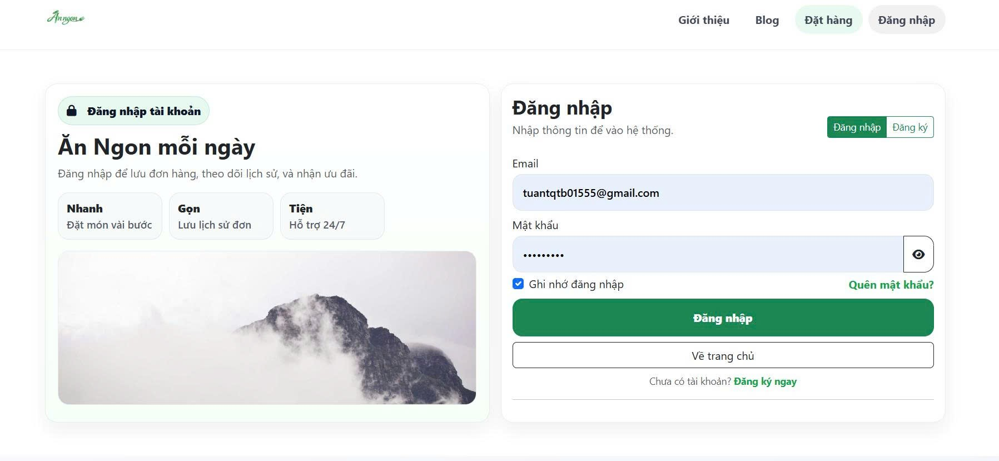 Ăn ngon
Giới thiệu
Blog
Đặt hàng
Đăng nhập
Đăng nhập tài khoản
Ăn Ngon mỗi ngày
Đăng nhập để lưu đơn hàng, theo dõi lịch sử, và nhận ưu đãi.
Nhanh
Đặt món vài bước
Gọn
Lưu lịch sử đơn
Tiện
Hỗ trợ 24/7
Đăng nhập
Nhập thông tin để vào hệ thống.
Đăng nhập
Đăng ký
Email
tuantqtb01555@gmail.com
Mật khẩu
•••••••••
Ghi nhớ đăng nhập
Quên mật khẩu?
Đăng nhập
Về trang chủ
Chưa có tài khoản? Đăng ký ngay